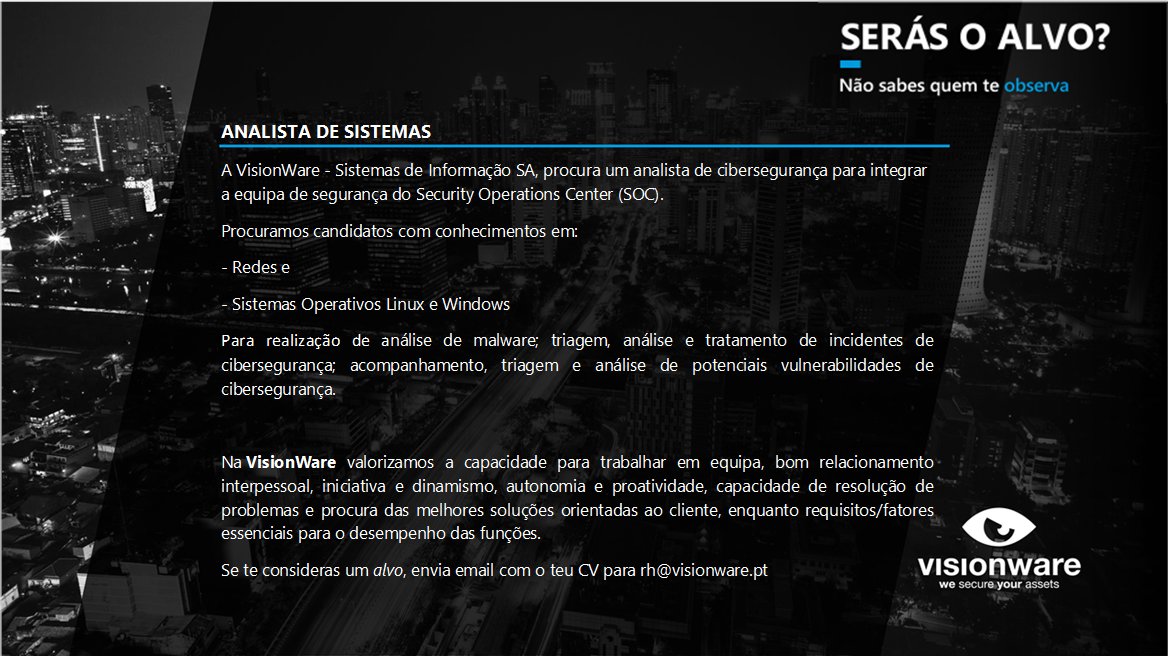 SERÁS O ALVO?
Não sabes quem te observa
ANALISTA DE SISTEMAS
A VisionWare - Sistemas de Informação SA, procura um analista de cibersegurança para integrar
a equipa de segurança do Security Operations Center (SOC).
Procuramos candidatos com conhecimentos em:
- Redes e
- Sistemas Operativos Linux e Windows
Para realização de análise de malware; triagem, análise e tratamento de incidentes de
cibersegurança; acompanhamento, triagem e análise de potenciais vulnerabilidades de
cibersegurança.
Na VisionWare valorizamos a capacidade para trabalhar em equipa, bom relacionamento
interpessoal, iniciativa e dinamismo, autonomia e proatividade, capacidade de resolução de
problemas e procura das melhores soluções orientadas ao cliente, enquanto requisitos/fatores
essenciais para o desempenho das funções.
Se te consideras um alvo, envia email com o teu CV para rh@visionware.pt
visionware
we secure your assets